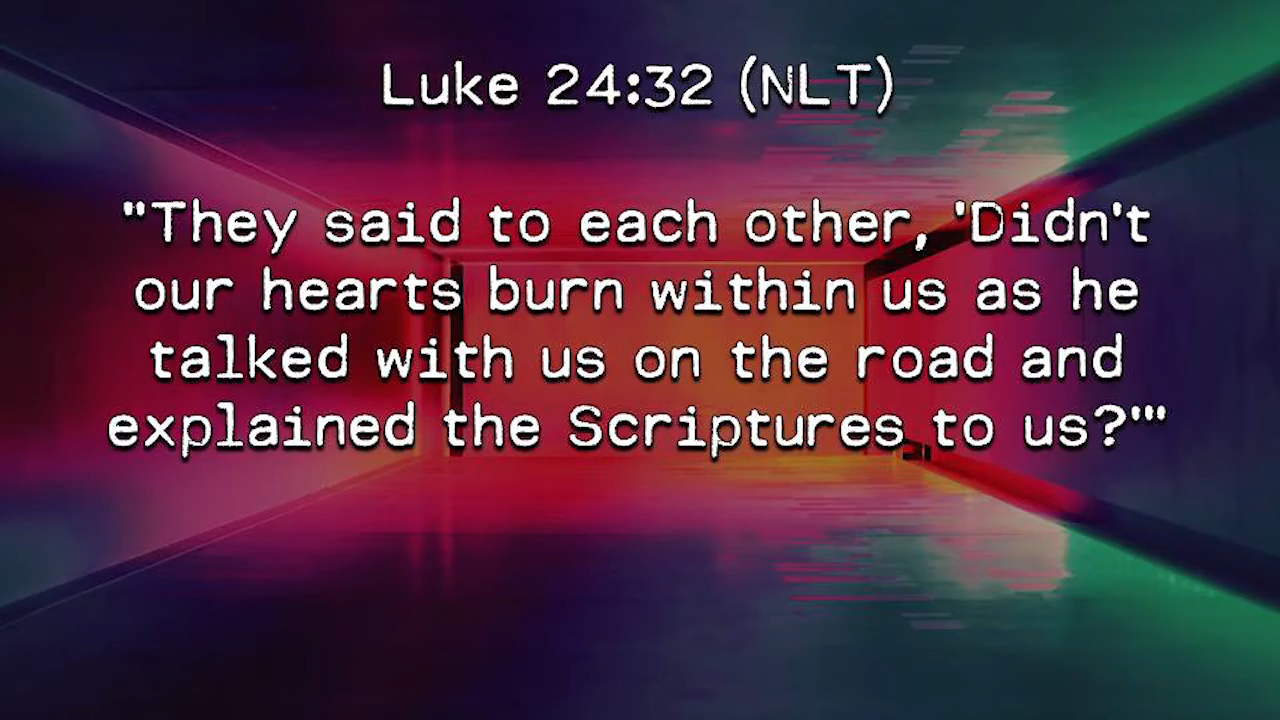 Luke 24:32 (NLT)
"They said to each other, 'Didn't
our hearts burn within us as he
talked with us on the road and
explained the Scriptures to us?'"